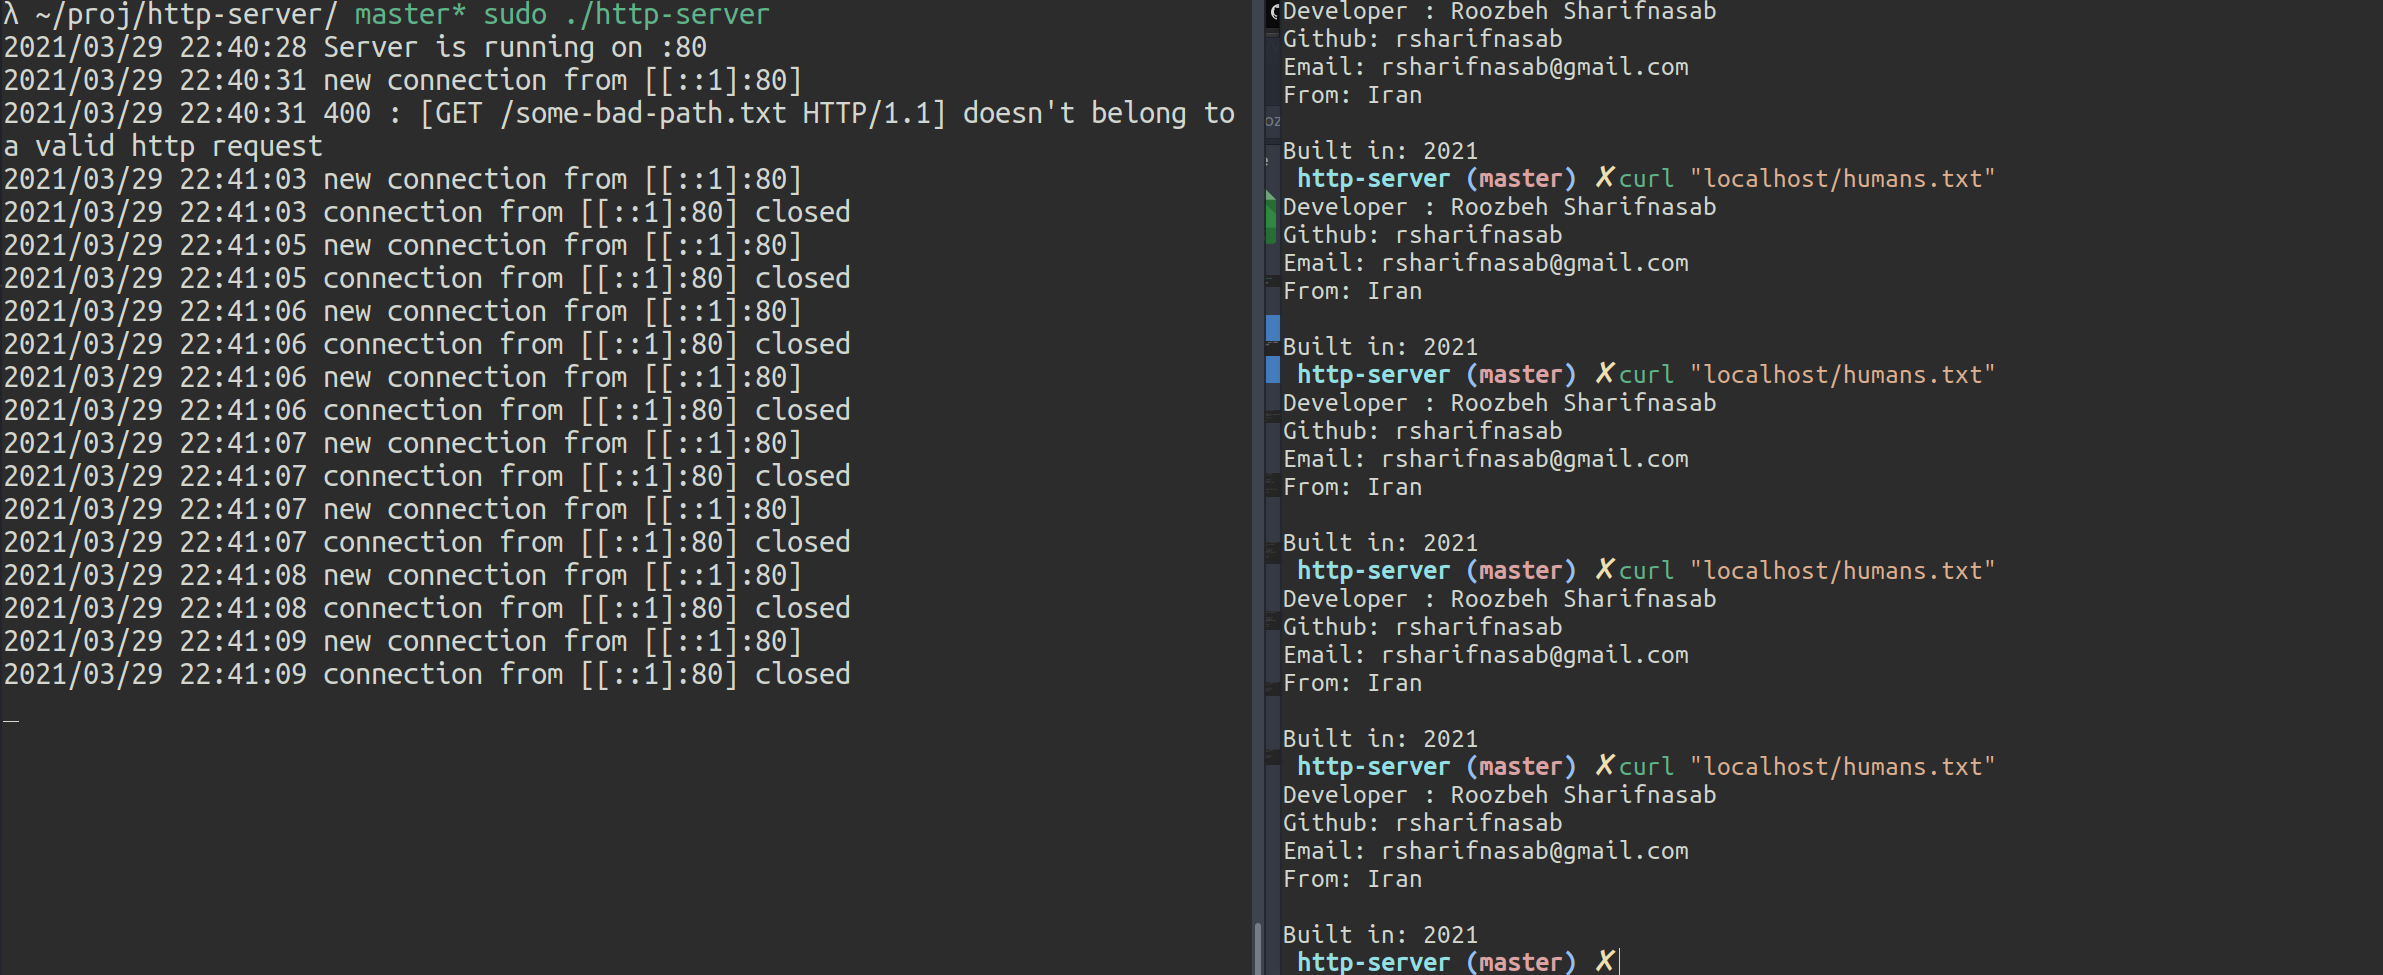 λ ~/proj/http-server/ master* sudo ./http-server
2021/03/29 22:40:28 Server is running on :80
2021/03/29 22:40:31 new connection from [[::1]:80]
2021/03/29 22:40:31 400 : [GET /some-bad-path.txt HTTP/1.1] doesn't belong to
a valid http request
2021/03/29 22:41:03 new connection from [[::1]:80]
2021/03/29 22:41:03 connection from [[::1]:80] closed
2021/03/29 22:41:05 new connection from [[::1]:80]
2021/03/29 22:41:05 connection from [[::1]:80] closed
2021/03/29 22:41:06 new connection from [[::1]:80]
2021/03/29 22:41:06 connection from [[::1]:80] closed
2021/03/29 22:41:06 new connection from [[::1]:80]
2021/03/29 22:41:06 connection from [[::1]:80] closed
2021/03/29 22:41:07 new connection from [[::1]:80]
2021/03/29 22:41:07 connection from [[::1]:80] closed
2021/03/29 22:41:07 new connection from [[::1]:80]
2021/03/29 22:41:07 connection from [[::1]:80] closed
2021/03/29 22:41:08 new connection from [[::1]:80]
2021/03/29 22:41:08 connection from [[::1]:80] closed
2021/03/29 22:41:09 new connection from [[::1]:80]
2021/03/29 22:41:09 connection from [[::1]:80] closed
Developer : Roozbeh Sharifnasab
Github: rsharifnasab
Email: rsharifnasab@gmail.com
From: Iran
Built in: 2021
http-server (master) ✗curl "localhost/humans.txt"
Developer : Roozbeh Sharifnasab
Github: rsharifnasab
Email: rsharifnasab@gmail.com
From: Iran
Built in: 2021
http-server (master) ✗curl "localhost/humans.txt"
Developer : Roozbeh Sharifnasab
Github: rsharifnasab
Email: rsharifnasab@gmail.com
From: Iran
Built in: 2021
http-server (master) ✗curl "localhost/humans.txt"
Developer : Roozbeh Sharifnasab
Github: rsharifnasab
Email: rsharifnasab@gmail.com
From: Iran
Built in: 2021
http-server (master) ✗curl "localhost/humans.txt"
Developer : Roozbeh Sharifnasab
Github: rsharifnasab
Email: rsharifnasab@gmail.com
From: Iran
Built in: 2021
http-server (master) ✗